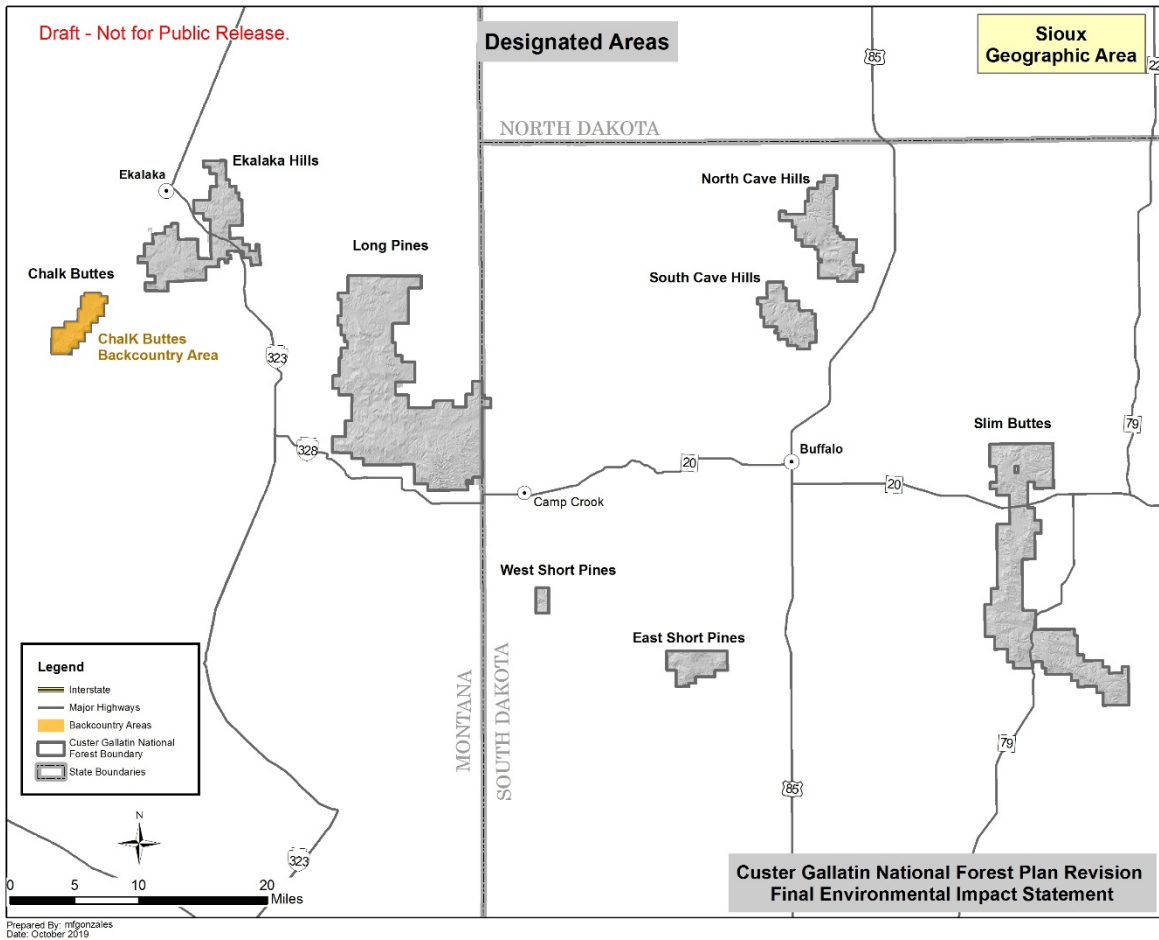 Draft - Not for Public Release.
Designated Areas
Sioux
Geographic Area
85
22
NORTH DAKOTA
Ekalaka Hills
Ekalaka
North Cave Hills
Long Pines
Chalk Buttes
South Cave Hills
ChalK Buttes
Backcountry Area
323
Slim Buttes
79
328
Buffalo
20
20
Camp Crook
West Short Pines
East Short Pines
MONTANA
SOUTH DAKOTA
Legend
Interstate
Major Highways
Backcountry Areas
Custer Gallatin National
Forest Boundary
State Boundaries
79
85
N
323
0 5 10 20
Miles
Custer Gallatin National Forest Plan Revision
Final Environmental Impact Statement
Prepared By: mfgonzales
Date: October 2019